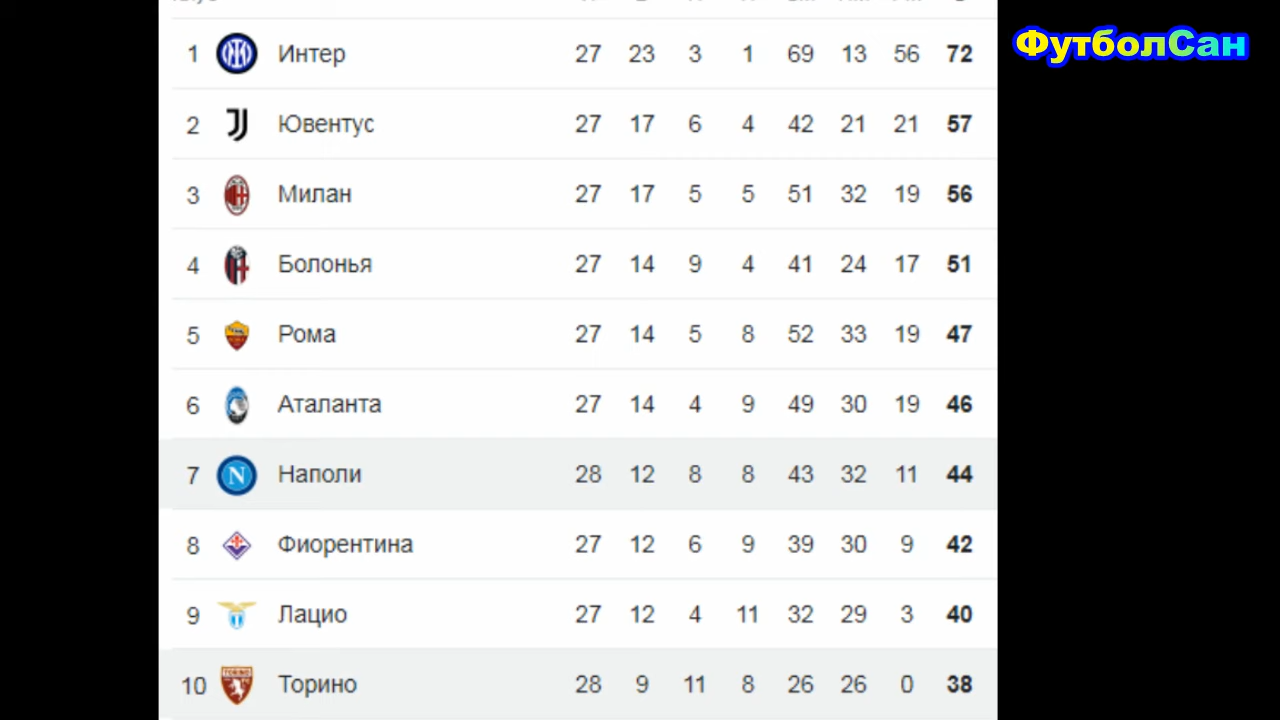 ФутболСан
1 Интер 27 23 3 1 69 13 56 72
2 Ювентус 27 17 6 4 42 21 21 57
3 Милан 27 17 5 5 51 32 19 56
4 Болонья 27 14 9 4 41 24 17 51
5 Рома 27 14 5 8 52 33 19 47
6 Аталанта 27 14 4 9 49 30 19 46
7 N Наполи 28 12 8 8 43 32 11 44
8 Фиорентина 27 12 6 9 39 30 9 42
9 Лацио 27 12 4 11 32 29 3 40
10 TORINO Торино 28 9 11 8 26 26 0 38